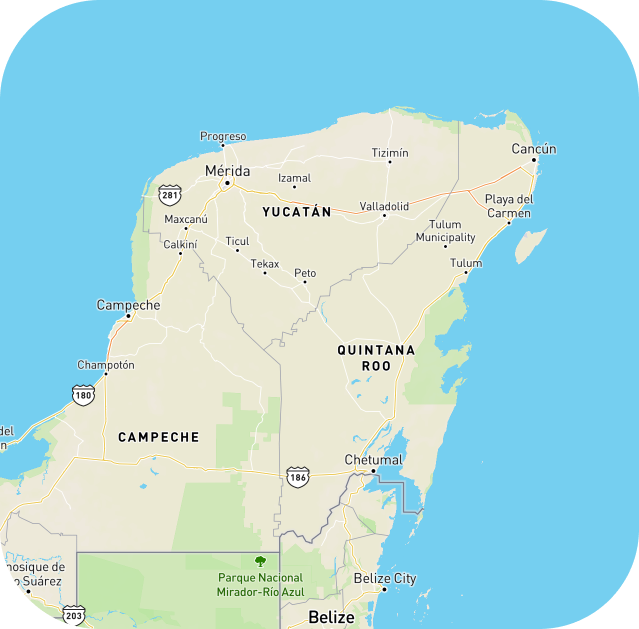 Progreso
Tizimín
Cancún
Mérida
Izamal
281
YUCATÁN
Valladolid
Playa del
Carmen
Maxcanú
Tulum
Municipality
Calkiní
Ticul
Tekax
Peto
Tulum
Campeche
QUINTANA
ROO
Champotón
180
del
CAMPECHE
Chetumal
186
Parque Nacional
Mirador-Río Azul
Belize City
de
Suárez
203
Belize